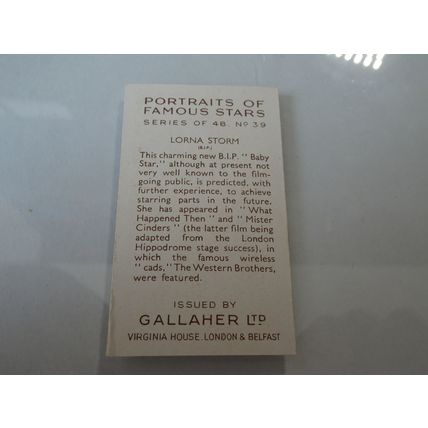 PORTRAITS OF
FAMOUS STARS
SERIES OF 48. Nº 39
LORNA STORM
(B.I.P.)
This charming new B.I.P. "Baby
Star," although at present not
very well known to the film-
going public, is predicted, with
further experience, to achieve
starring parts in the future.
She has appeared in "What
Happened Then" and "Mister
Cinders" (the latter film being
adapted from the London
Hippodrome stage success), in
which the famous wireless
"cads," The Western Brothers,
were featured.
ISSUED BY
GALLAHER LTD
VIRGINIA HOUSE. LONDON & BELFAST